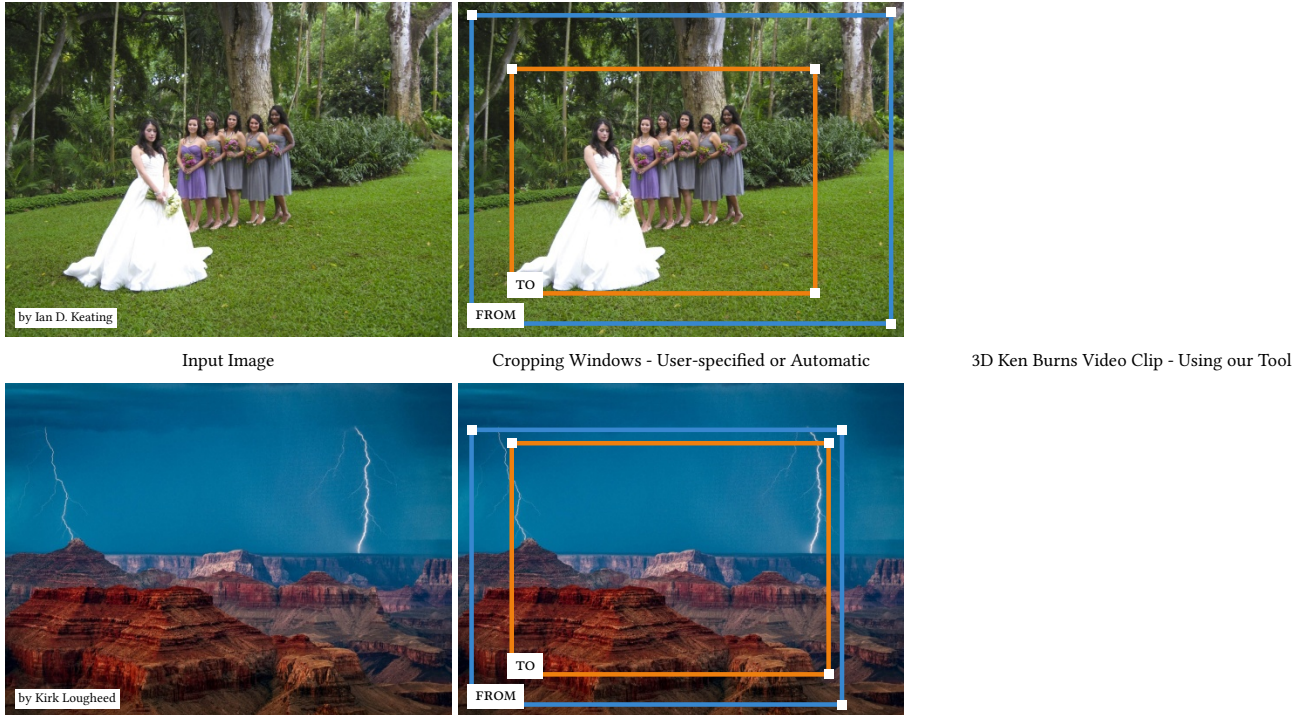 by Ian D. Keating
TO
FROM
Input Image
Cropping Windows - User-specified or Automatic
3D Ken Burns Video Clip - Using our Tool
by Kirk Lougheed
TO
FROM